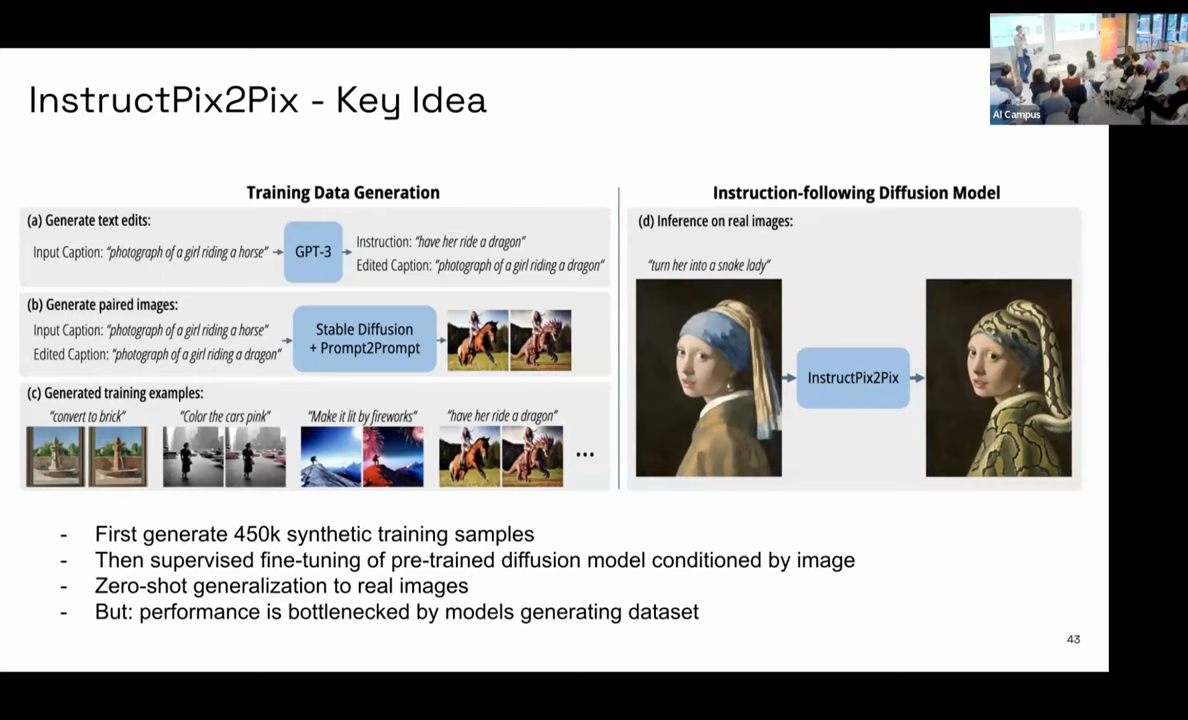 InstructPix2Pix - Key Idea
AI Campus
Training Data Generation
(a) Generate text edits:
Input Caption: "photograph of a girl riding a horse"
GPT-3
Instruction: "have her ride a dragon"
Edited Caption: "photograph of a girl riding a dragon"
(b) Generate paired images:
Input Caption: "photograph of a girl riding a horse"
Edited Caption: "photograph of a girl riding a dragon"
Stable Diffusion
+ Prompt2Prompt
(c) Generated training examples:
"convert to brick" "Color the cars pink" "Make it lit by fireworks" "have her ride a dragon"
...
Instruction-following Diffusion Model
(d) Inference on real images:
"turn her into a snake lady"
InstructPix2Pix
- First generate 450k synthetic training samples
- Then supervised fine-tuning of pre-trained diffusion model conditioned by image
- Zero-shot generalization to real images
- But: performance is bottlenecked by models generating dataset
43